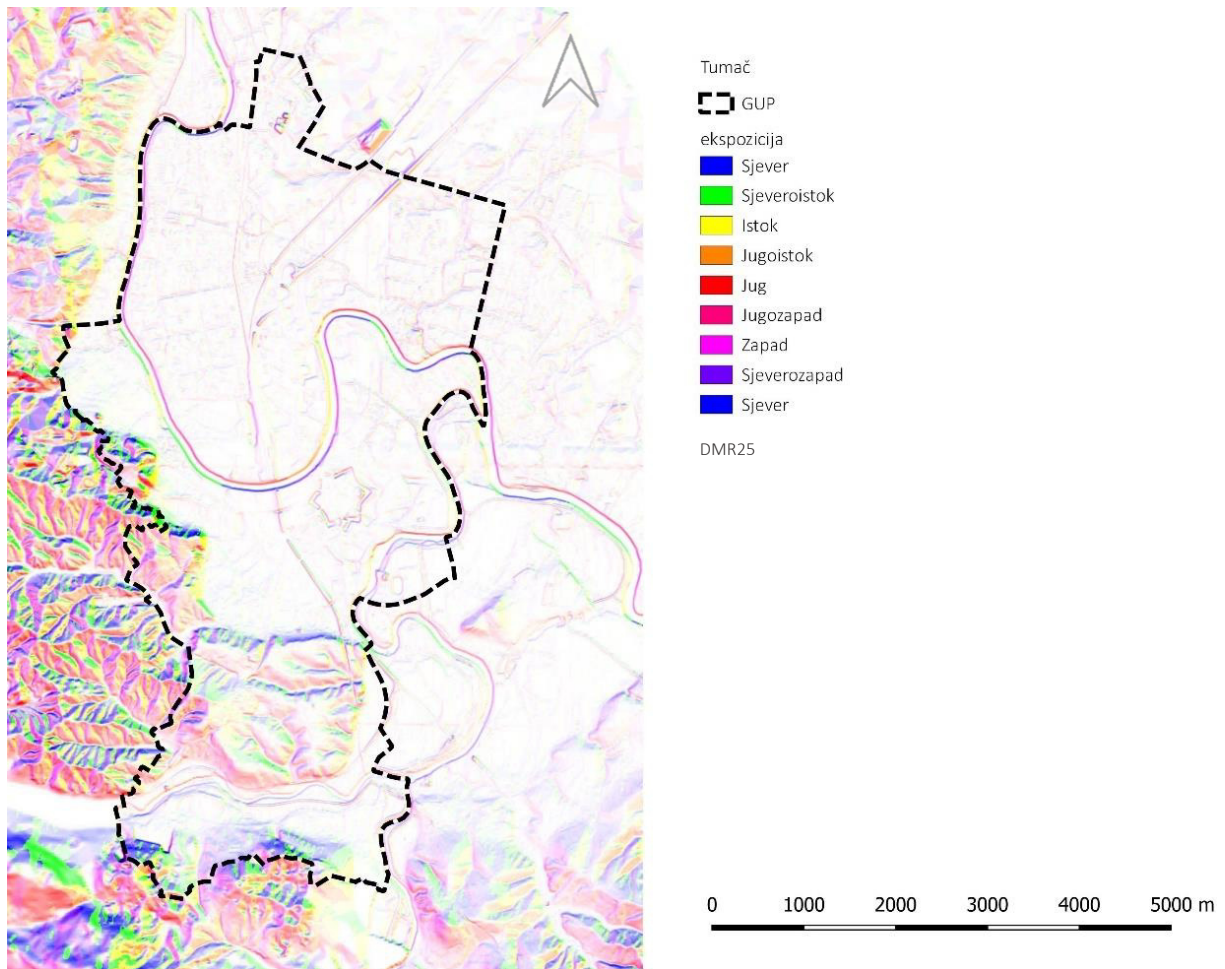 Tumač
GUP
ekspozicija
Sjever
Sjeveroistok
Istok
Jugoistok
Jug
Jugozapad
Zapad
Sjeverozapad
Sjever
DMR25
0 1000 2000 3000 4000 5000 m